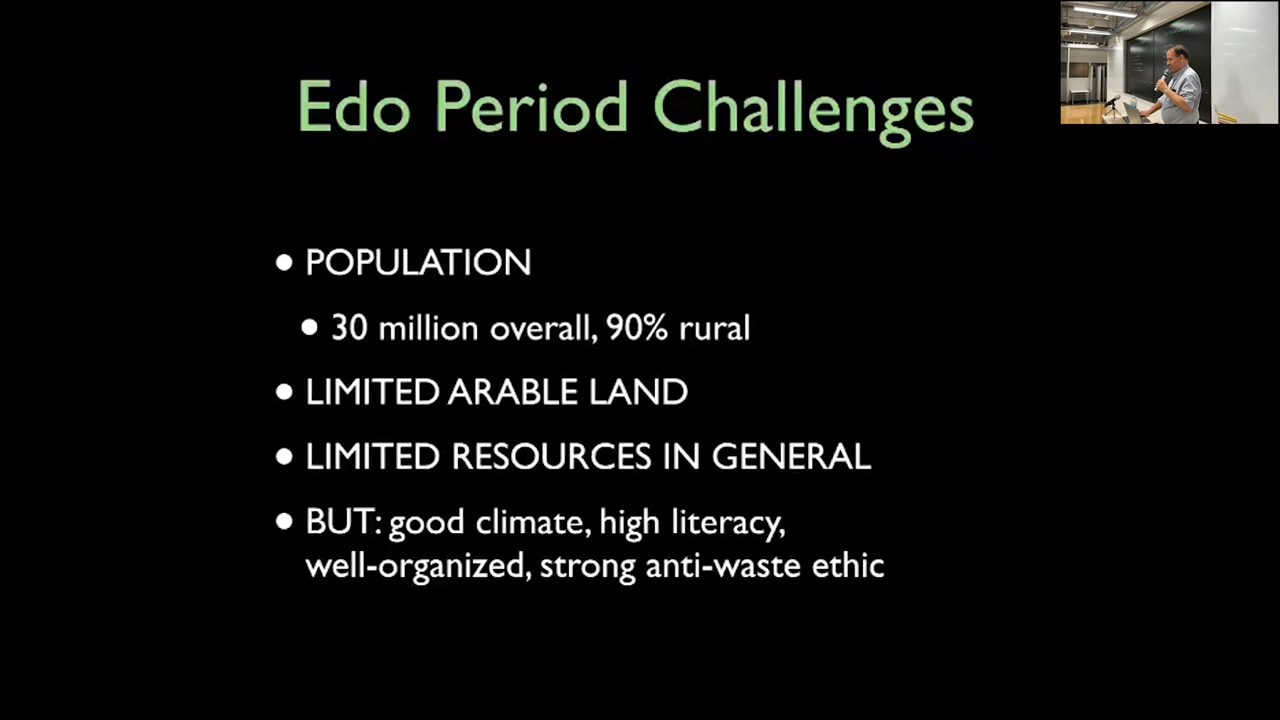 Edo Period Challenges
• POPULATION
• 30 million overall, 90% rural
• LIMITED ARABLE LAND
• LIMITED RESOURCES IN GENERAL
• BUT: good climate, high literacy,
well-organized, strong anti-waste ethic